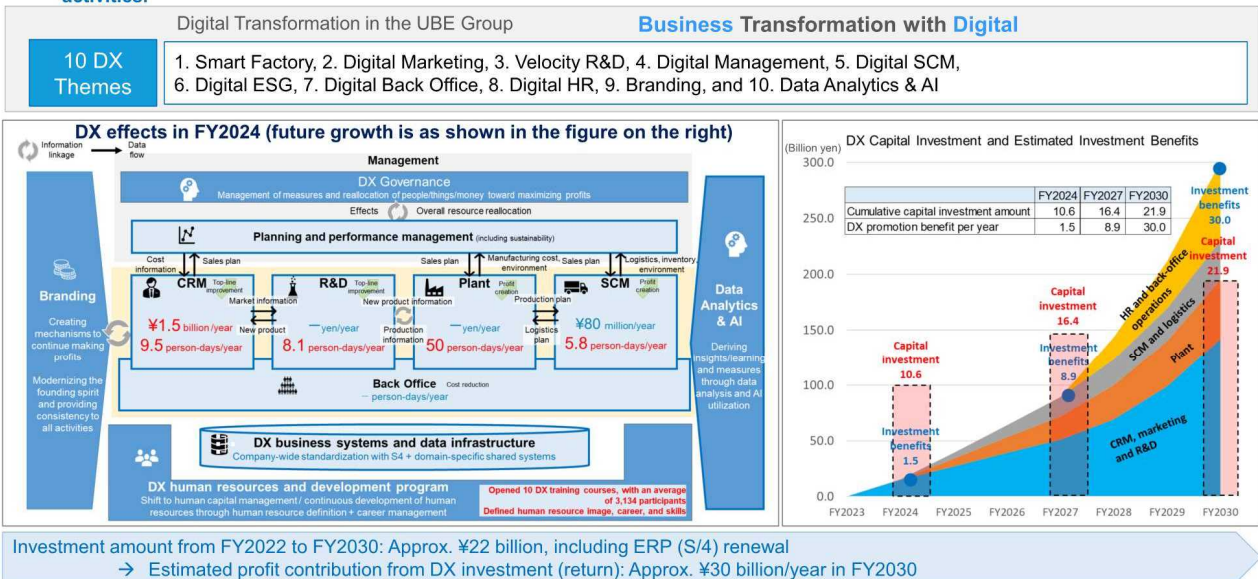 activities.
Digital Transformation in the UBE Group
Business Transformation with Digital
10 DX
Themes
1. Smart Factory, 2. Digital Marketing, 3. Velocity R&D, 4. Digital Management, 5. Digital SCM,
6. Digital ESG, 7. Digital Back Office, 8. Digital HR, 9. Branding, and 10. Data Analytics & AI
DX effects in FY2024 (future growth is as shown in the figure on the right)
Information
linkage
Data
flow
Management
DX Governance
Management of measures and reallocation of people/things/money toward maximizing profits
Effects
Overall resource reallocation
Planning and performance management (including sustainability)
Cost
information
Sales plan
Sales plan
Manufacturing cost,
environment
Sales plan
Logistics, inventory,
environment
CRM
Top-line
improvement
Market information
New product
¥1.5 billion/year
9.5 person-days/year
R&D
Top-line
improvement
New product information
Production
information
— yen/year
8.1 person-days/year
Plant
Profit
creation
Production plan
Logistics
plan
— yen/year
50 person-days/year
SCM
Profit
creation
¥80 million/year
5.8 person-days/year
Back Office Cost reduction
— person-days/year
Branding
Creating
mechanisms to
continue making
profits
Modernizing the
founding spirit
and providing
consistency to
all activities
Data
Analytics
& AI
Deriving
insights/learning
and measures
through data
analysis and AI
utilization
DX business systems and data infrastructure
Company-wide standardization with S4 + domain-specific shared systems
DX human resources and development program
Shift to human capital management / continuous development of human
resources through human resource definition + career management
Opened 10 DX training courses, with an average
of 3,134 participants
Defined human resource image, career, and skills
DX Capital Investment and Estimated Investment Benefits
(Billion yen)
300.0
250.0
200.0
150.0
100.0
50.0
0.0
FY2024 FY2027 FY2030
Cumulative capital investment amount 10.6 16.4 21.9
DX promotion benefit per year 1.5 8.9 30.0
Investment
benefits
30.0
Capital
investment
21.9
Capital
investment
16.4
Investment
benefits
8.9
Capital
investment
10.6
Investment
benefits
1.5
HR and back-office
operations
SCM and logistics
Plant
CRM, marketing
and R&D
FY2023 FY2024 FY2025 FY2026 FY2027 FY2028 FY2029 FY2030
Investment amount from FY2022 to FY2030: Approx. ¥22 billion, including ERP (S/4) renewal
→ Estimated profit contribution from DX investment (return): Approx. ¥30 billion/year in FY2030